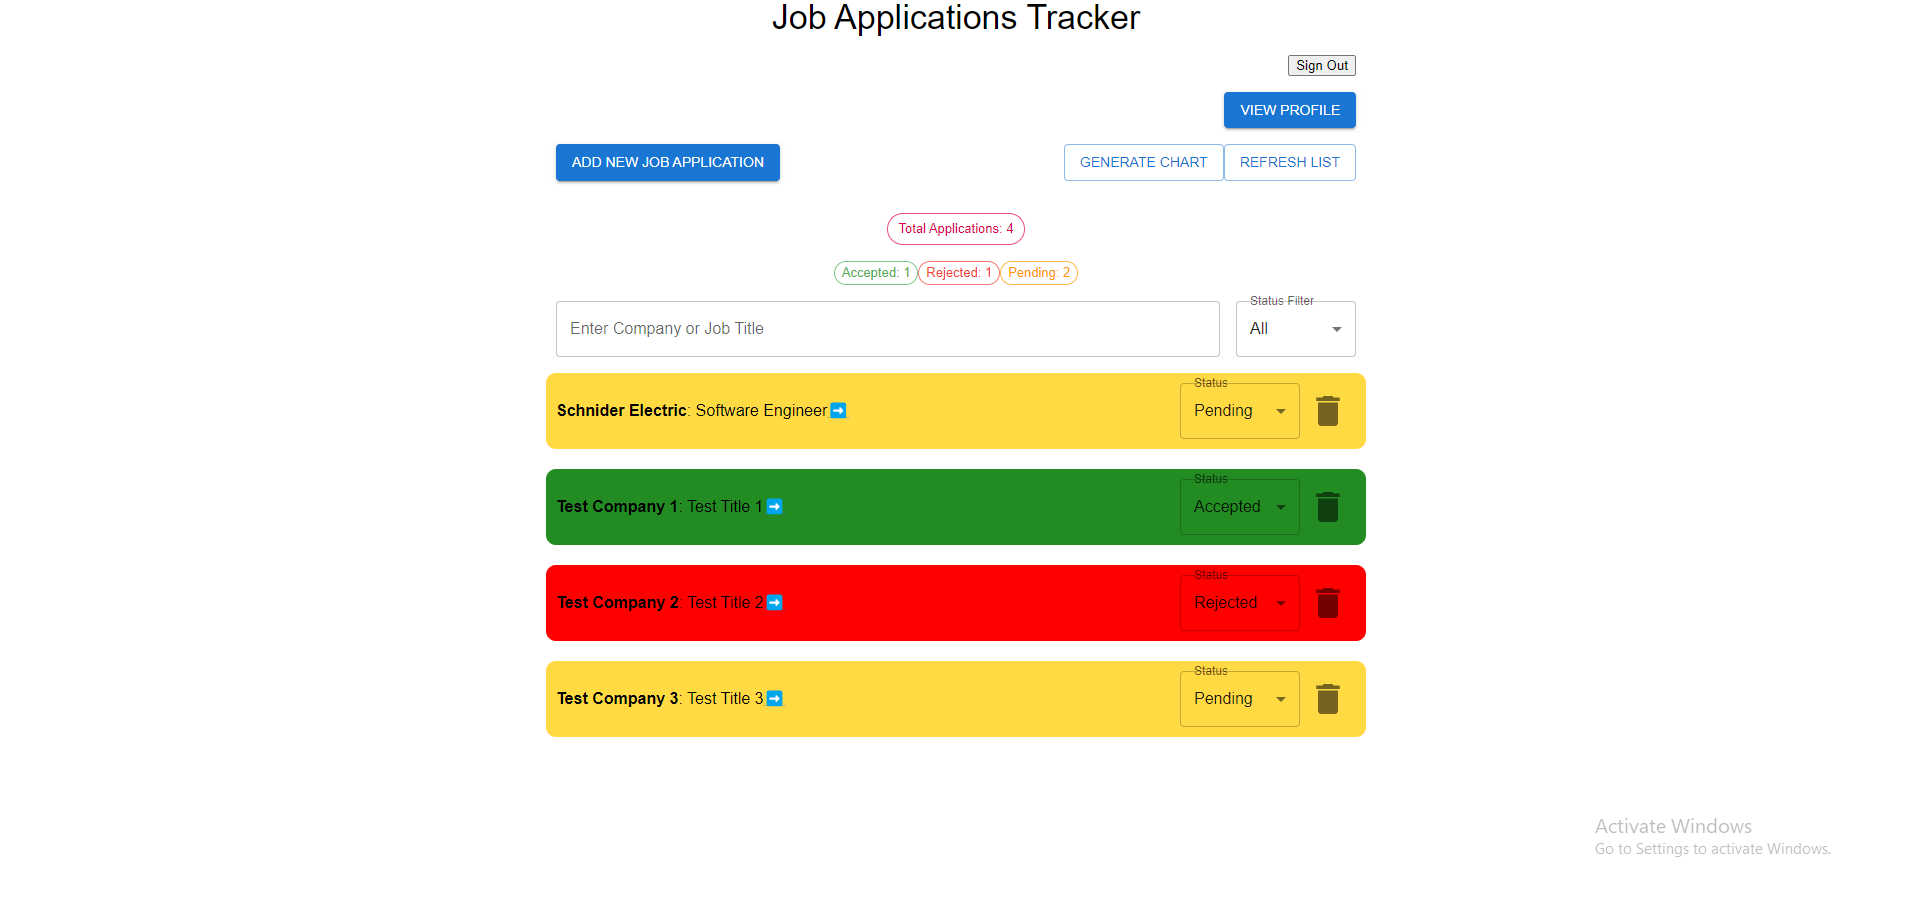 Job Applications Tracker
Sign Out
VIEW PROFILE
ADD NEW JOB APPLICATION GENERATE CHART REFRESH LIST
Total Applications: 4
Accepted: 1 Rejected: 1 Pending: 2
Status Filter
Enter Company or Job Title All
Status
Schnider Electric: Software Engineer➡️ Pending
Status
Test Company 1: Test Title 1➡️ Accepted
Status
Test Company 2: Test Title 2➡️ Rejected
Status
Test Company 3: Test Title 3➡️ Pending
Activate Windows
Go to Settings to activate Windows.